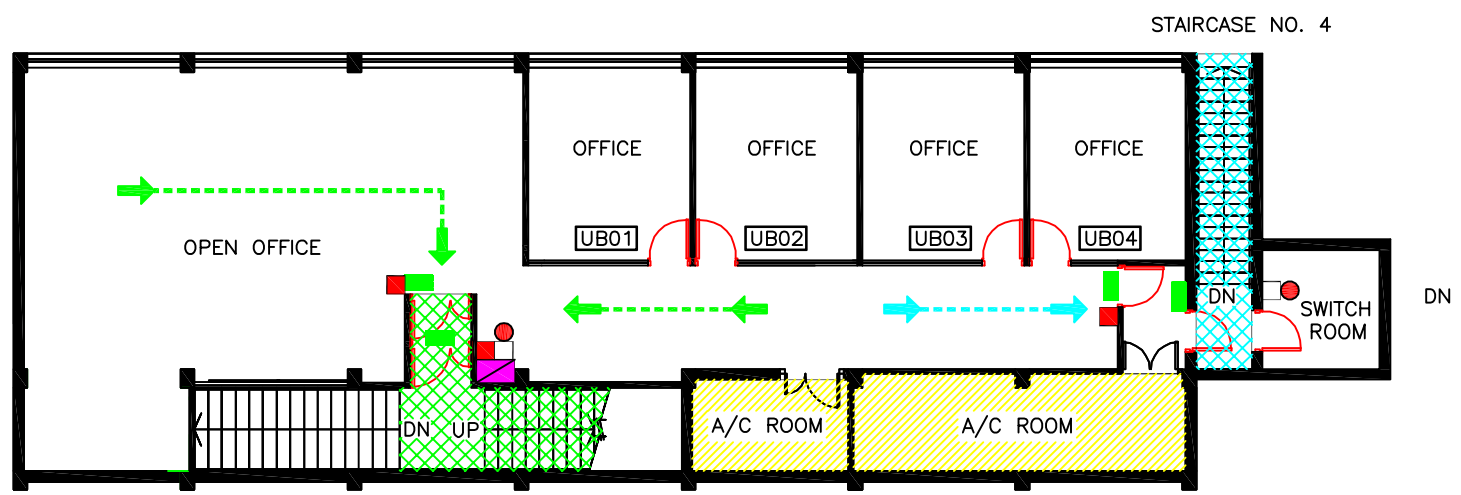 STAIRCASE NO. 4
OFFICE
OFFICE
OFFICE
OFFICE
UB01
UB02
UB03
UB04
OPEN OFFICE
DN
DN
SWITCH
ROOM
DN UP
A/C ROOM
A/C ROOM